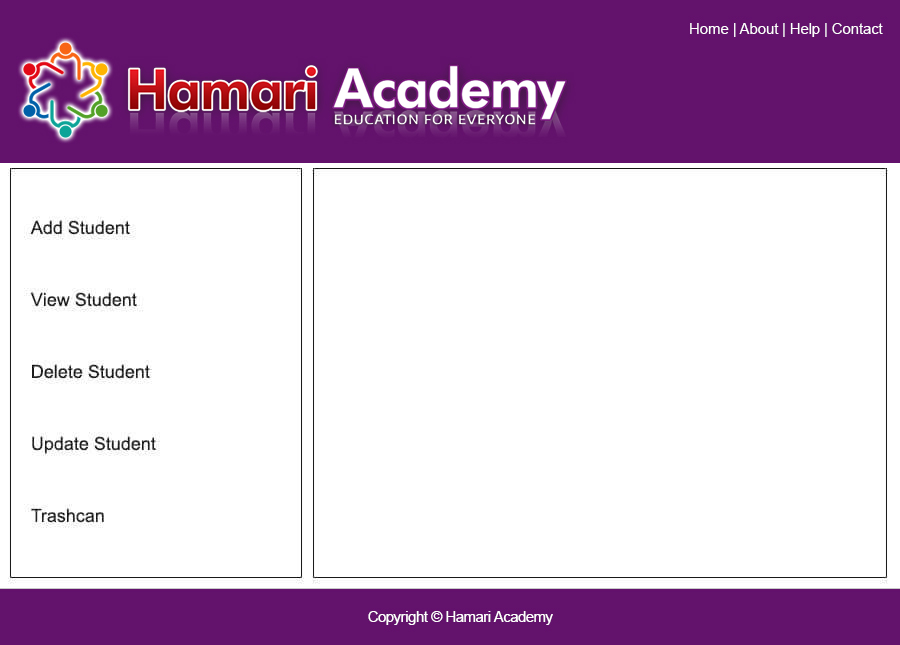 Home | About | Help | Contact
Hamari Academy
EDUCATION FOR EVERYONE
Add Student
View Student
Delete Student
Update Student
Trashcan
Copyright © Hamari Academy